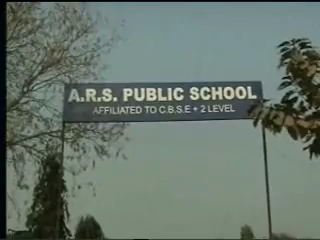 A.R.S. PUBLIC SCHOOL
AFFILIATED TO C.B.S.E + 2 LEVEL